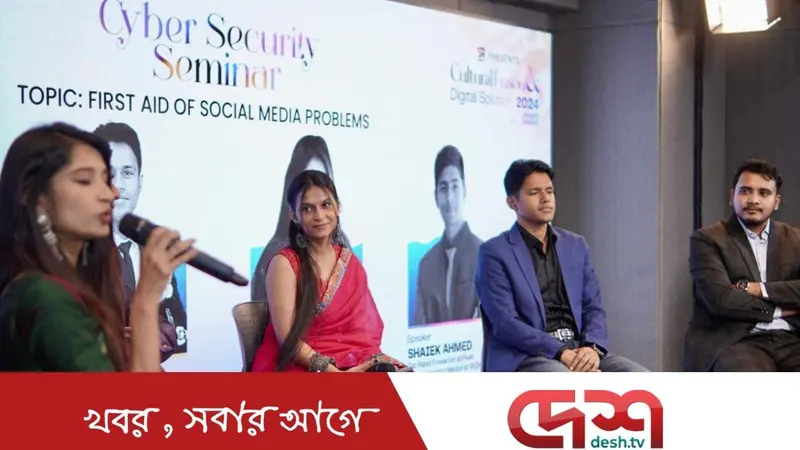 Cyber Security
Seminar
TOPIC: FIRST AID OF SOCIAL MEDIA PROBLEMS
PRESENTS
Cultural
Digital Solution 2024
Speaker
SHAIEK AHMED
খবর, সবার আগে
দেশ
desh.tv